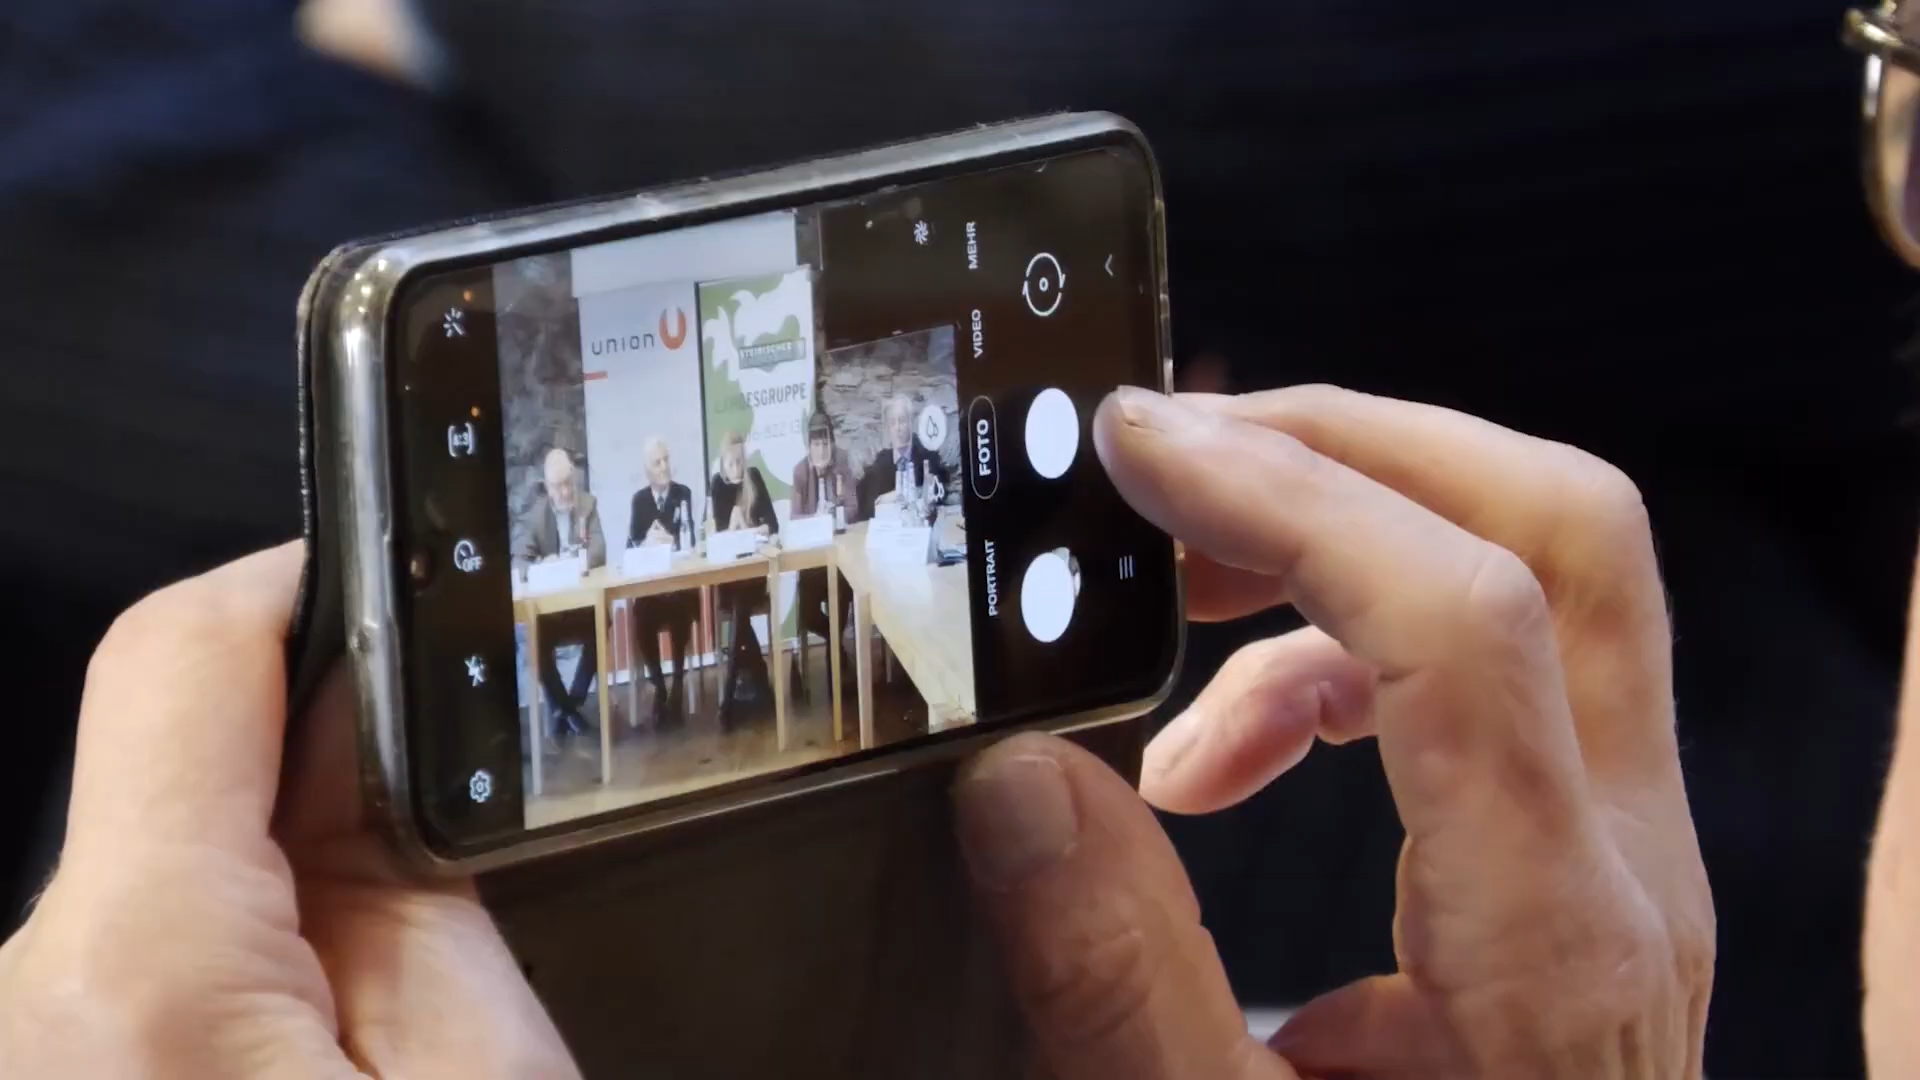 union
STEIRISCHER
LANDESGRUPPE
MEHR
VIDEO
FOTO
PORTRAIT
4:3
OFF